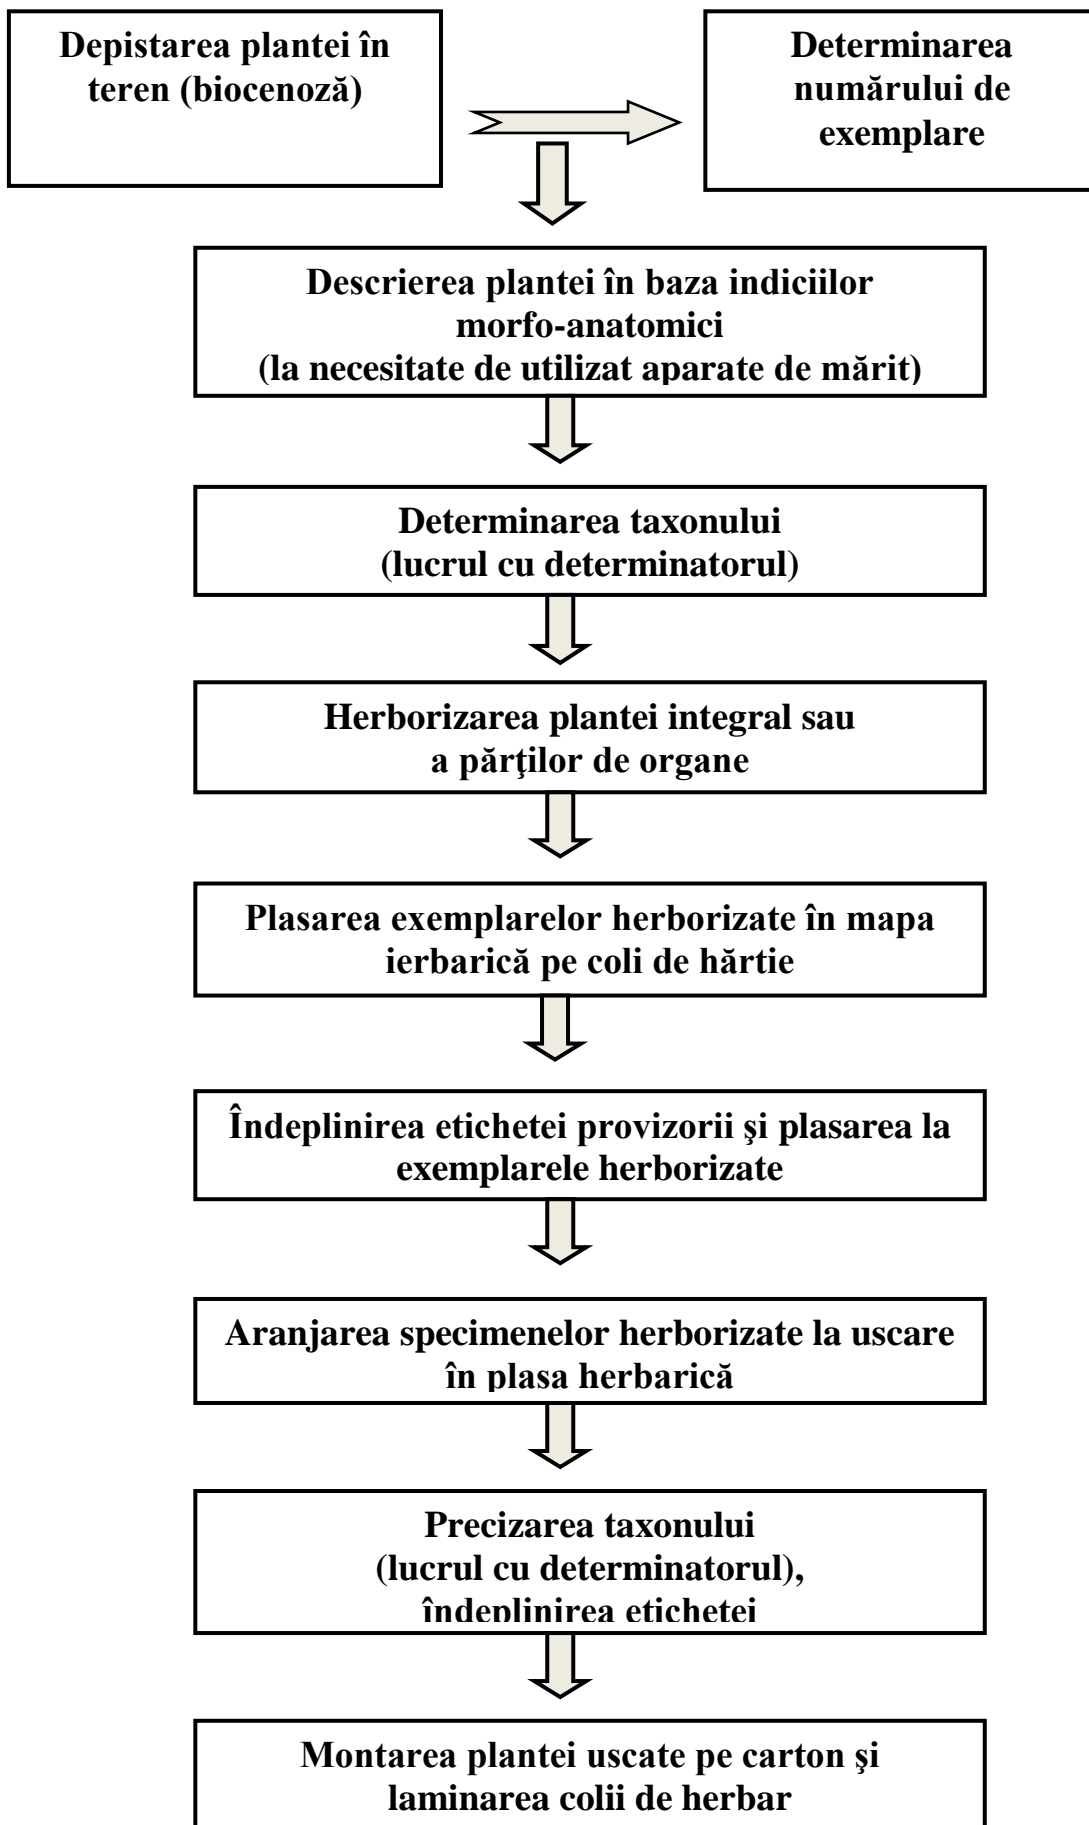 Depistarea plantei în
teren (biocenoză)
Determinarea
numărului de
exemplare
Descrierea plantei în baza indiciilor
morfo-anatomici
(la necesitate de utilizat aparate de mărit)
Determinarea taxonului
(lucrul cu determinatorul)
Herborizarea plantei integral sau
a părţilor de organe
Plasarea exemplarelor herborizate în mapa
ierbarică pe coli de hărtie
Îndeplinirea etichetei provizorii şi plasarea la
exemplarele herborizate
Aranjarea specimenelor herborizate la uscare
în plasa herbarică
Precizarea taxonului
(lucrul cu determinatorul),
îndeplinirea etichetei
Montarea plantei uscate pe carton şi
laminarea colii de herbar